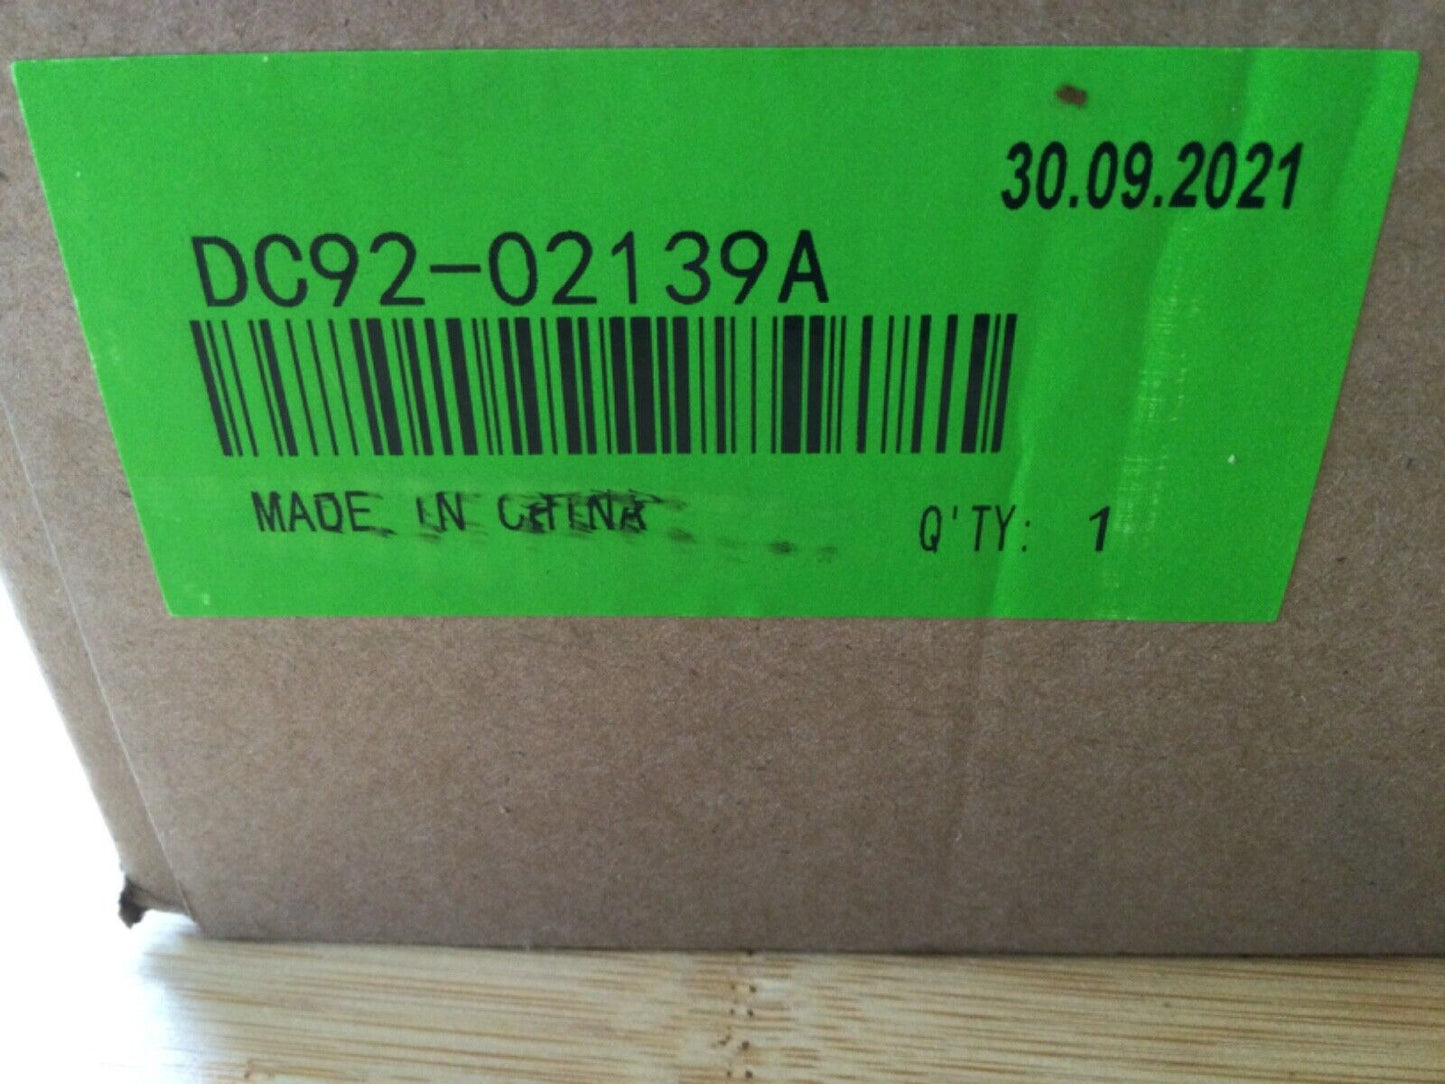 30.09.2021
DC92-02139A
MADE IN CHINA
Q'TY: 1